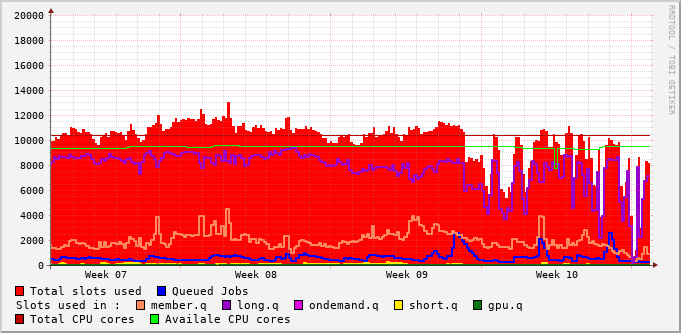 20000
18000
16000
14000
12000
10000
8000
6000
4000
2000
0
Week 07 Week 08 Week 09 Week 10
RRDTOOL / TOBI OETIKER
Total slots used Queued Jobs
Slots used in : member.q long.q ondemand.q short.q gpu.q
Total CPU cores Availale CPU cores